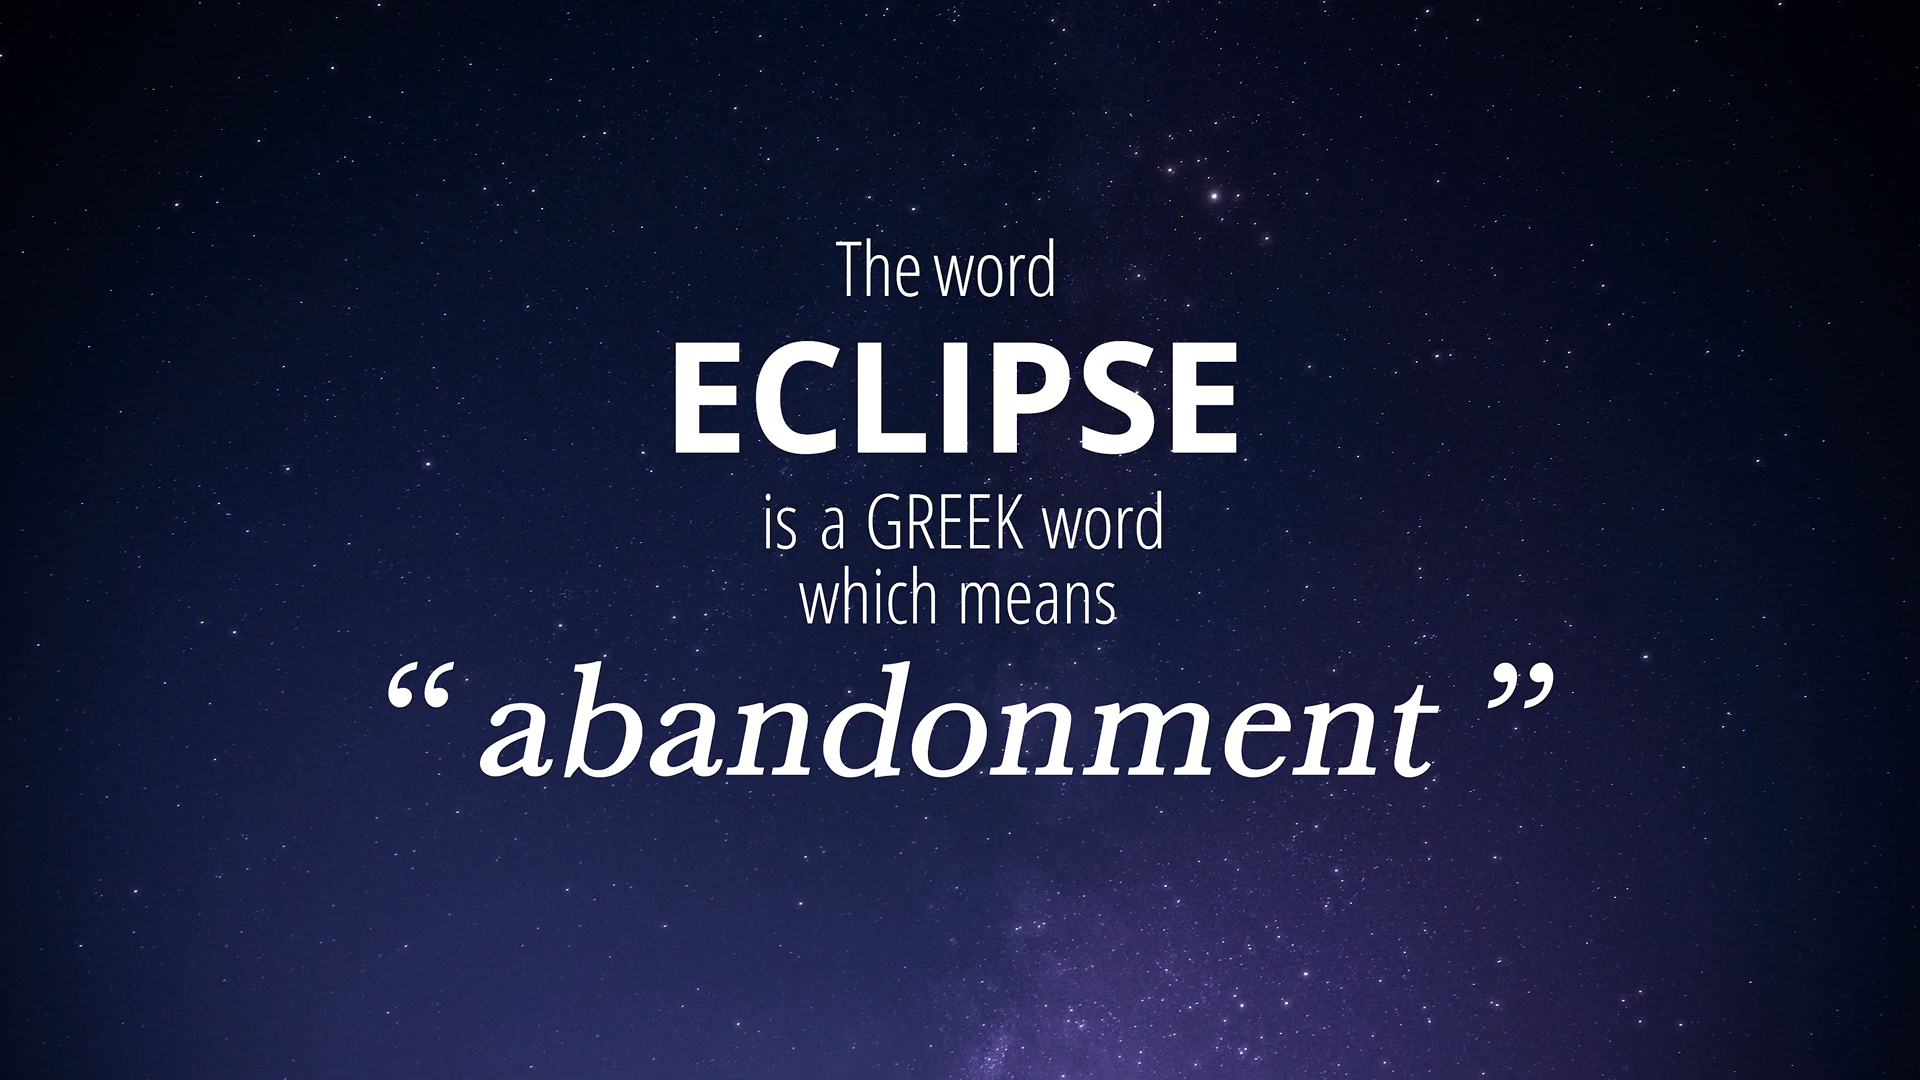 The word
ECLIPSE
is a GREEK word
which means
“ abandonment ”